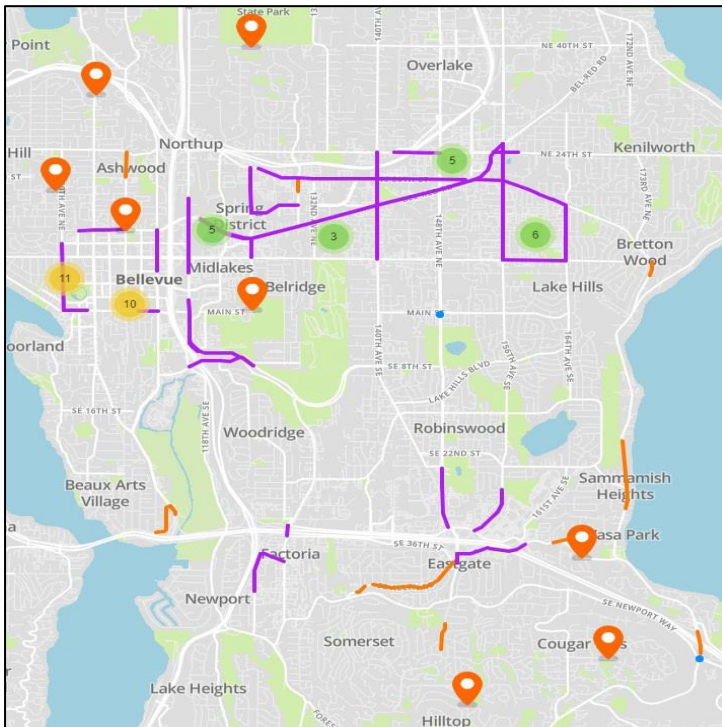 State Park
Point
140TH
NE 40TH ST
172ND AVE NE
Overlake
BEL-RED RD
Northup
Hill
ST
Ashwood
5
NE 24TH ST
Kenilworth
173RD AVE NE
132ND AVE NE
Spring
District
5
3
148TH AVE NE
6
Bretton
Wood
Midlakes
Bellevue
11
10
Belridge
Lake Hills
MAIN ST
MAIN ST
140TH AVE SE
SE 8TH ST
156TH AVE SE
164TH AVE SE
LAKE HILLS BLVD
SE 16TH ST
118TH AVE SE
Woodridge
Robinswood
SE 22ND ST
Beaux Arts
Village
161ST AVE SE
Sammamish
Heights
SE 36TH ST
Factoria
Eastgate
Newport
SE NEWPORT WAY
Somerset
Lake Heights
Hilltop